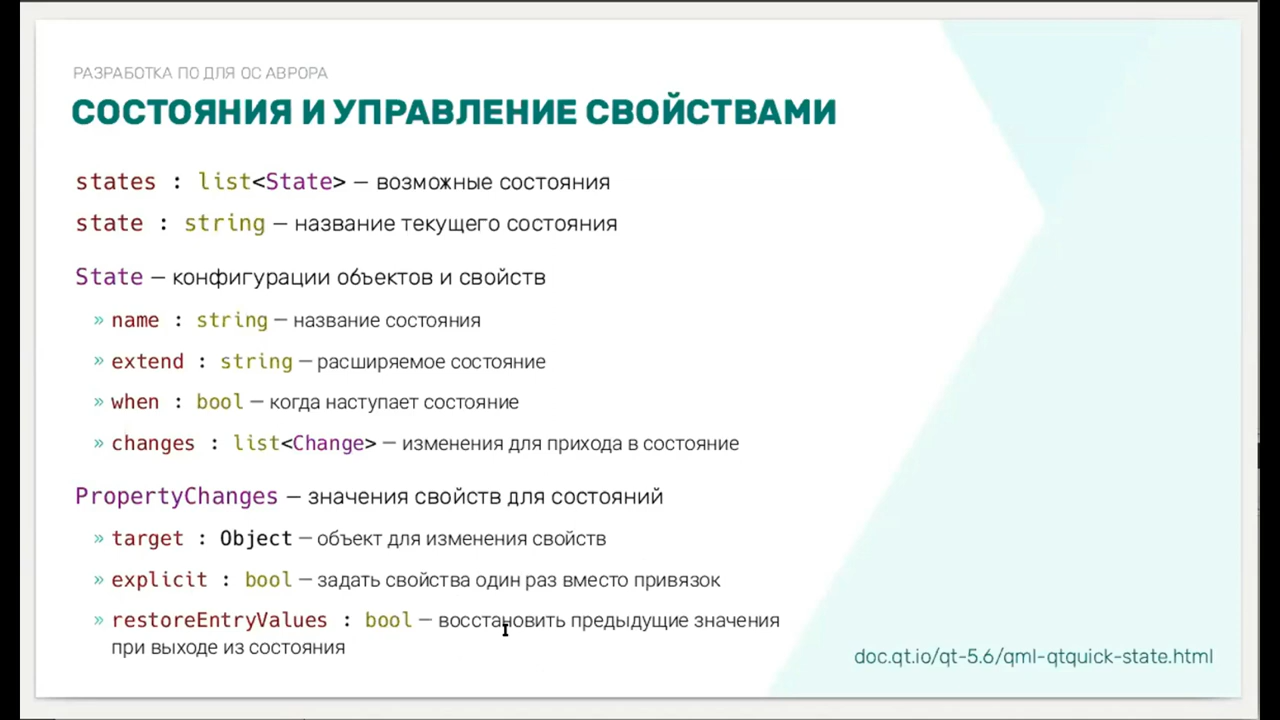 РАЗРАБОТКА ПО ДЛЯ ОС АВРОРА
СОСТОЯНИЯ И УПРАВЛЕНИЕ СВОЙСТВАМИ
states : list<State> – возможные состояния
state : string – название текущего состояния
State – конфигурации объектов и свойств
» name : string – название состояния
» extend : string – расширяемое состояние
» when : bool – когда наступает состояние
» changes : list<Change> – изменения для прихода в состояние
PropertyChanges – значения свойств для состояний
» target : Object – объект для изменения свойств
» explicit : bool – задать свойства один раз вместо привязок
» restoreEntryValues : bool – восстановить предыдущие значения
при выходе из состояния
doc.qt.io/qt-5.6/qml-qtquick-state.html